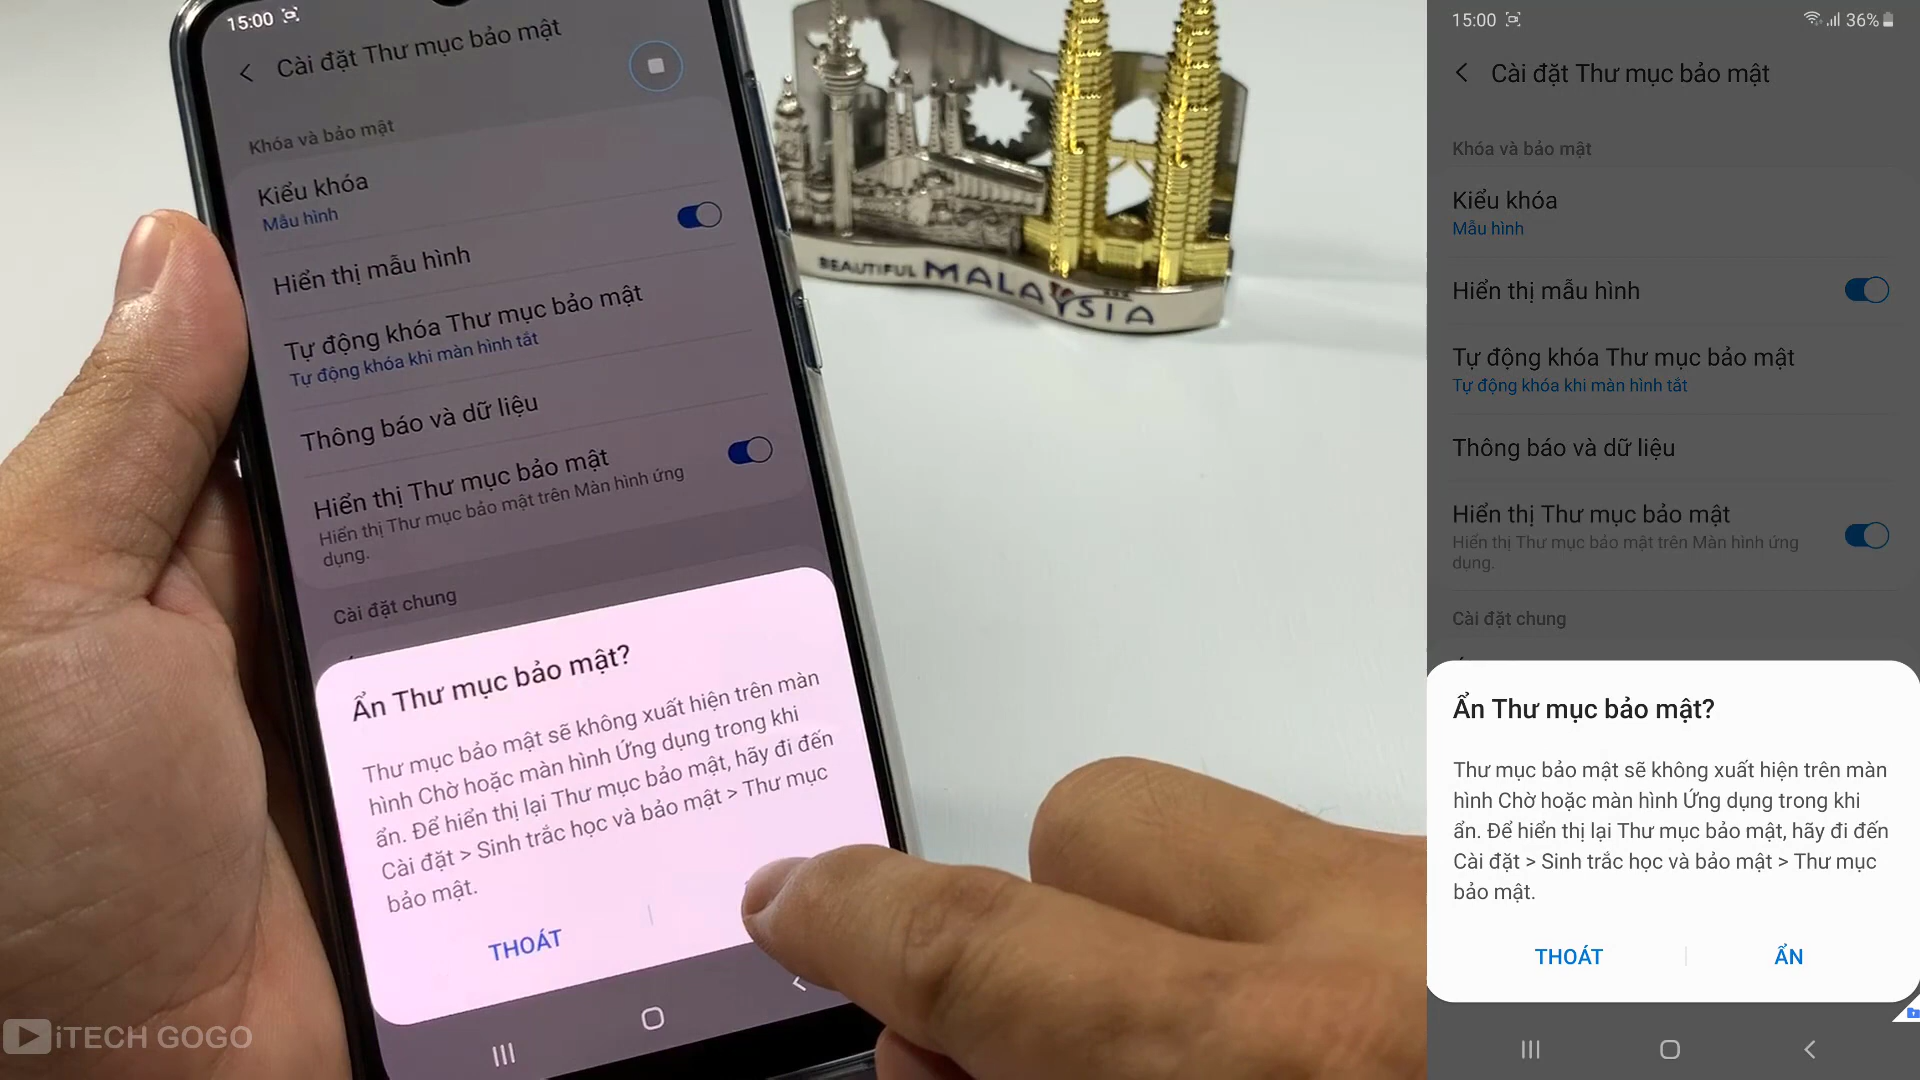 15:00
Cài đặt Thư mục bảo mật
Khóa và bảo mật
Kiểu khóa
Mẫu hình
Hiển thị mẫu hình
Tự động khóa Thư mục bảo mật
Tự động khóa khi màn hình tắt
Thông báo và dữ liệu
Hiển thị Thư mục bảo mật
Hiển thị Thư mục bảo mật trên Màn hình ứng
dụng.
Cài đặt chung
Ẩn Thư mục bảo mật?
Thư mục bảo mật sẽ không xuất hiện trên màn
hình Chờ hoặc màn hình Ứng dụng trong khi
ẩn. Để hiển thị lại Thư mục bảo mật, hãy đi đến
Cài đặt > Sinh trắc học và bảo mật > Thư mục
bảo mật.
THOÁT
BEAUTIFUL MALAYSIA
iTECH GOGO
15:00 36%
Cài đặt Thư mục bảo mật
Khóa và bảo mật
Kiểu khóa
Mẫu hình
Hiển thị mẫu hình
Tự động khóa Thư mục bảo mật
Tự động khóa khi màn hình tắt
Thông báo và dữ liệu
Hiển thị Thư mục bảo mật
Hiển thị Thư mục bảo mật trên Màn hình ứng
dụng.
Cài đặt chung
Ẩn Thư mục bảo mật?
Thư mục bảo mật sẽ không xuất hiện trên màn
hình Chờ hoặc màn hình Ứng dụng trong khi
ẩn. Để hiển thị lại Thư mục bảo mật, hãy đi đến
Cài đặt > Sinh trắc học và bảo mật > Thư mục
bảo mật.
THOÁT ẨN